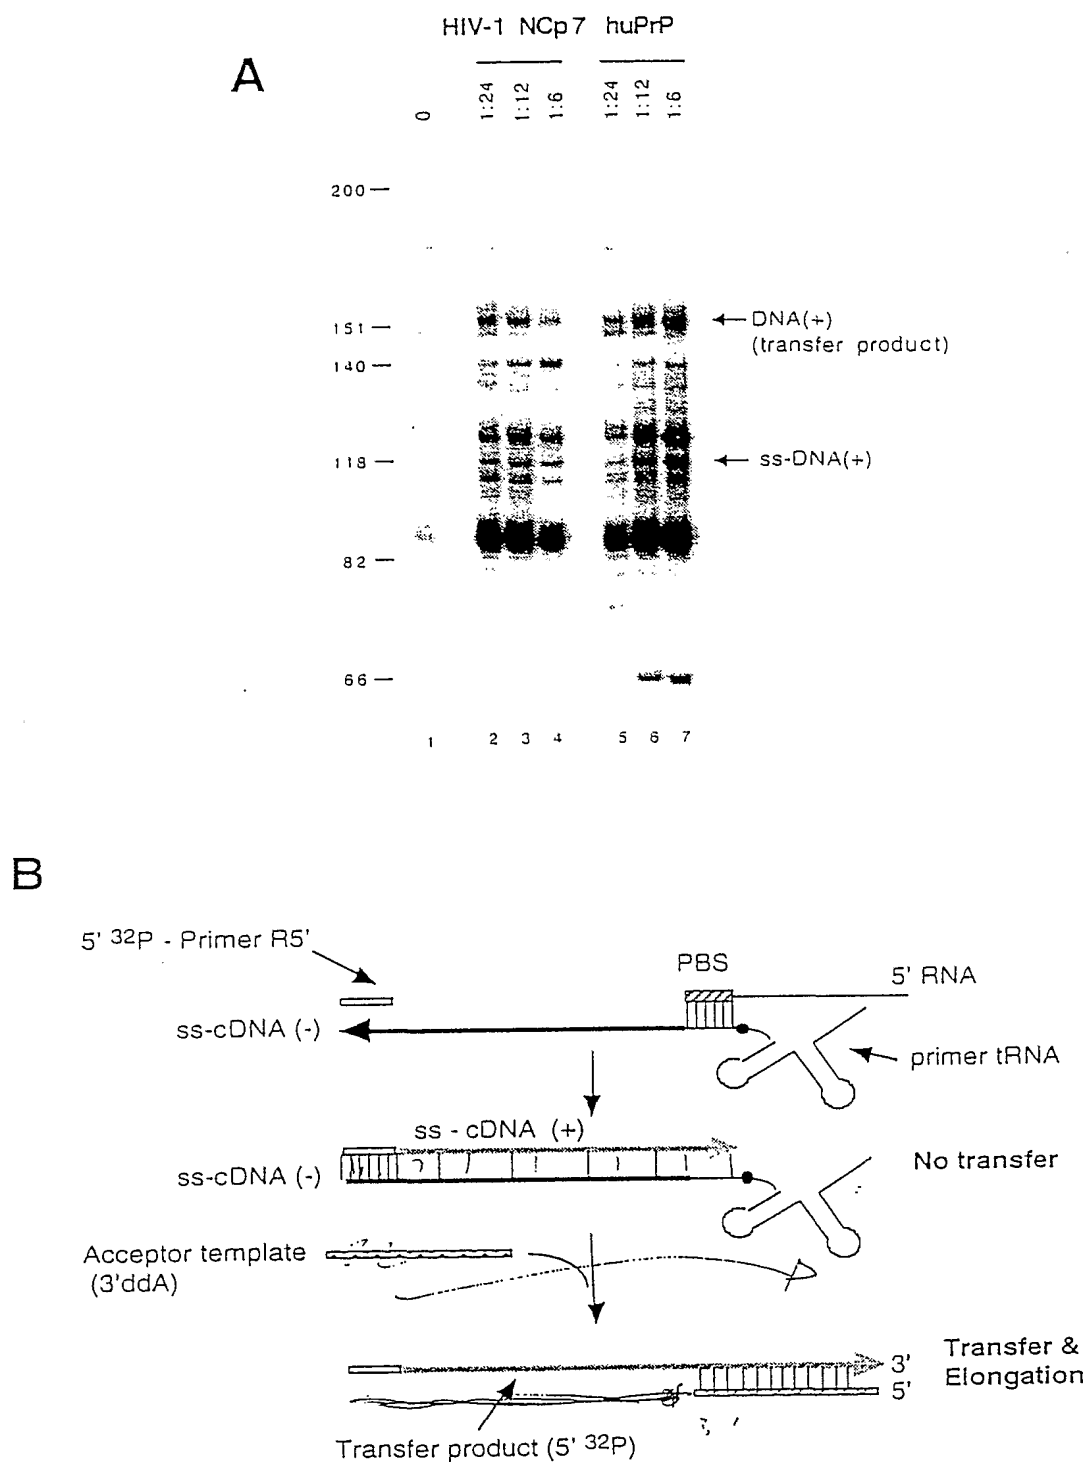 HIV-1 NCp7 huPrP
A
0 1:24 1:12 1:6 1:24 1:12 1:6
200
151
140
118
82
66
DNA(+)
(transfer product)
ss-DNA(+)
1 2 3 4 5 6 7
B
5' 32P - Primer R5'
PBS
5' RNA
ss-cDNA (-)
primer tRNA
ss - cDNA (+)
ss-cDNA (-)
No transfer
Acceptor template
(3'ddA)
Transfer &
Elongation
3'
5'
Transfer product (5' 32P)